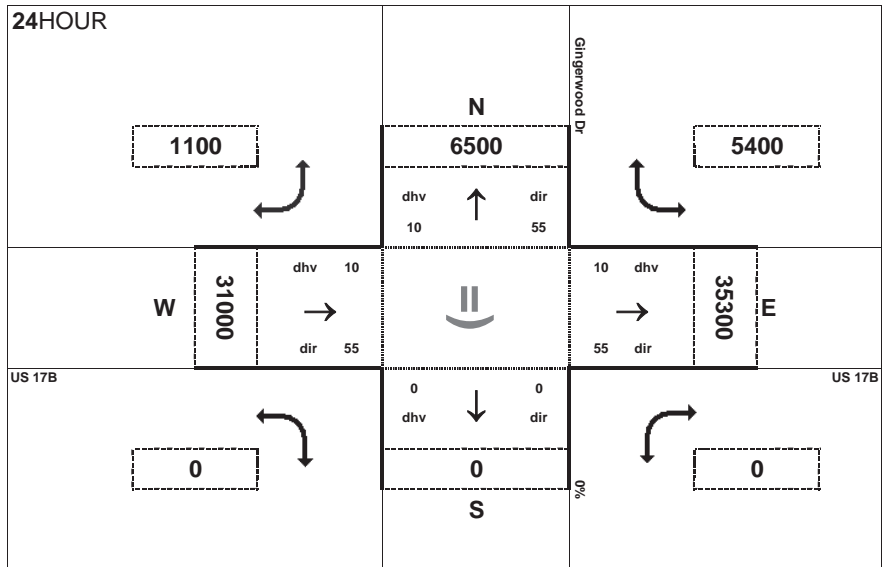 24HOUR
Gingerwood Dr
N
1100
6500
5400
dhv
dir
10
55
dhv 10
10 dhv
W
31000
35300
E
dir 55
55 dir
US 17B
US 17B
0
0
dhv
dir
0
0
0
0%
S